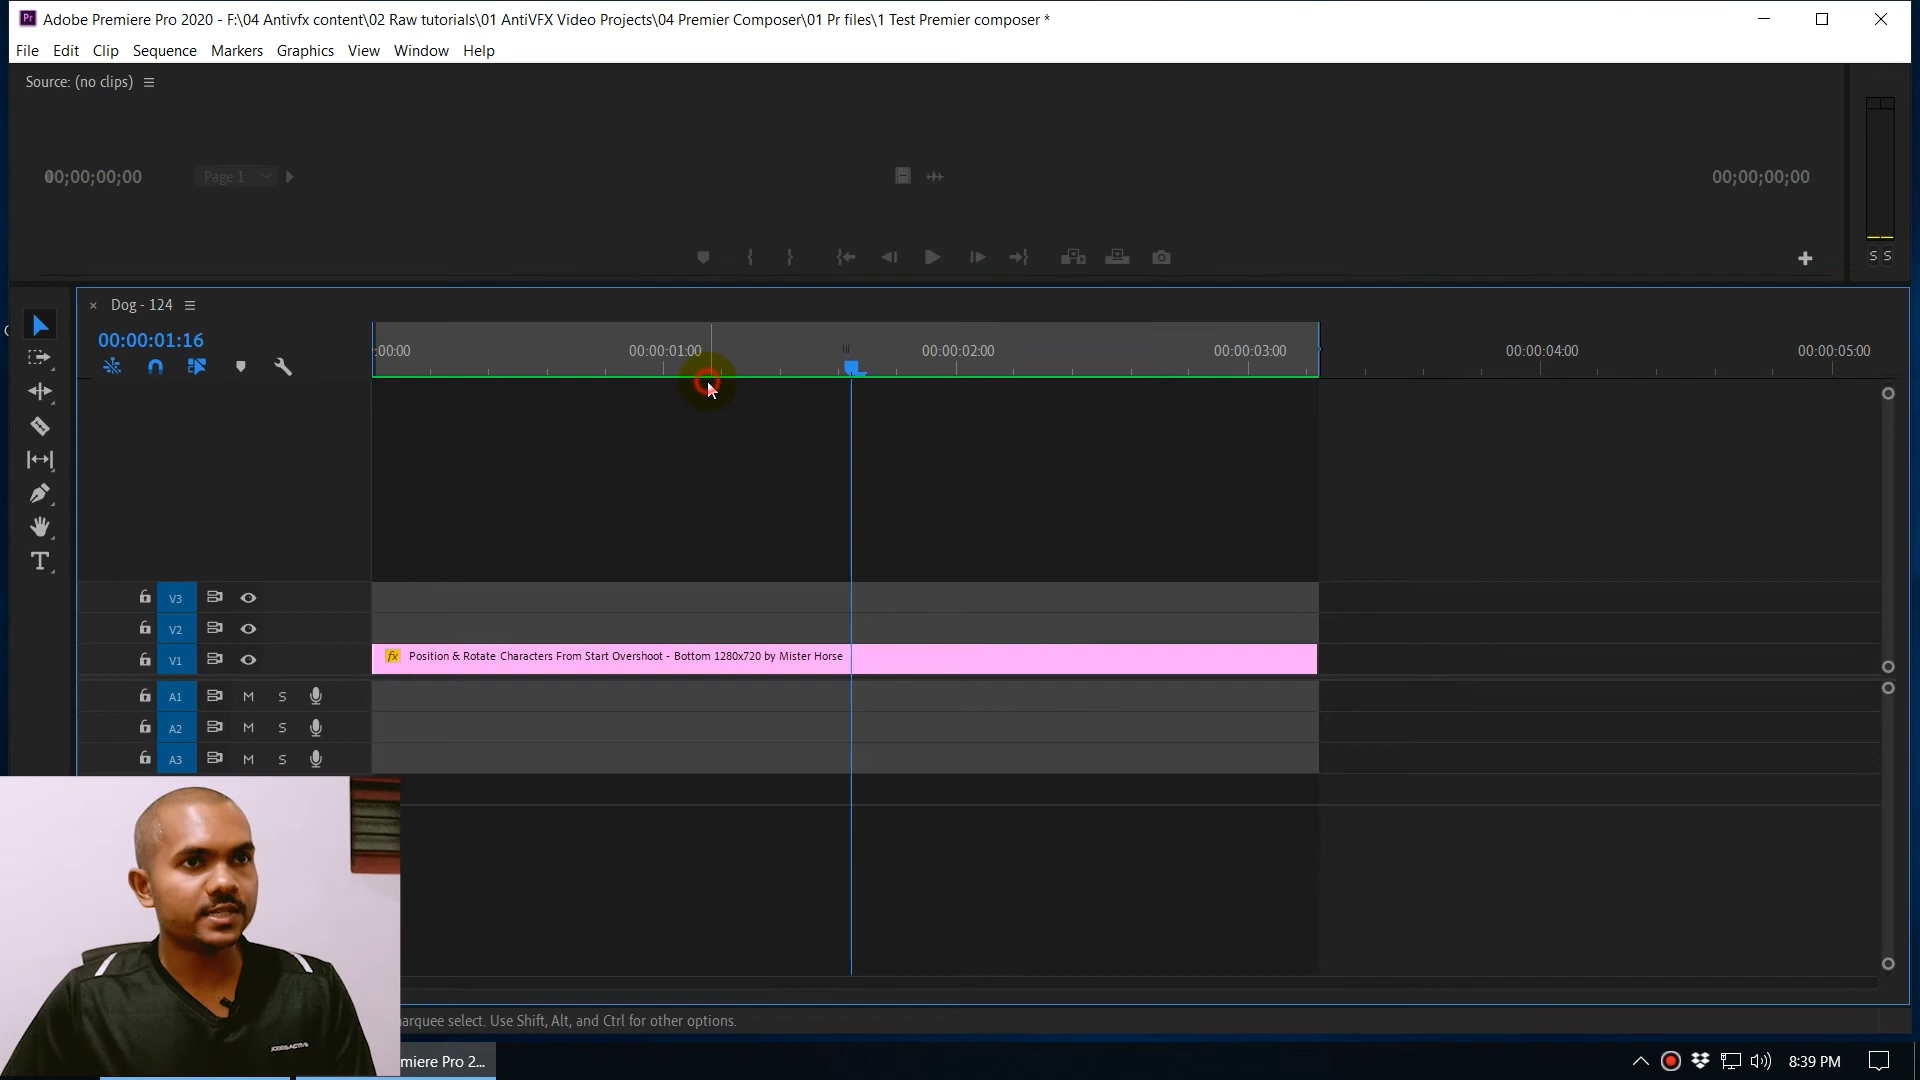 Adobe Premiere Pro 2020 - F:\04 Antivfx content\02 Raw tutorials\01 AntiVFX Video Projects\04 Premier Composer\01 Pr files\1 Test Premier composer *
File Edit Clip Sequence Markers Graphics View Window Help
Source: (no clips)
00;00;00;00 Page 1 00;00;00;00
S S
Dog - 124
00:00:01:16
:00:00 00:00:01:00 00:00:02:00 00:00:03:00 00:00:04:00 00:00:05:00
V3
V2
V1 fx Position & Rotate Characters From Start Overshoot - Bottom 1280x720 by Mister Horse
A1 M S
A2 M S
A3 M S
arquee select. Use Shift, Alt, and Ctrl for other options.
miere Pro 2... 8:39 PM